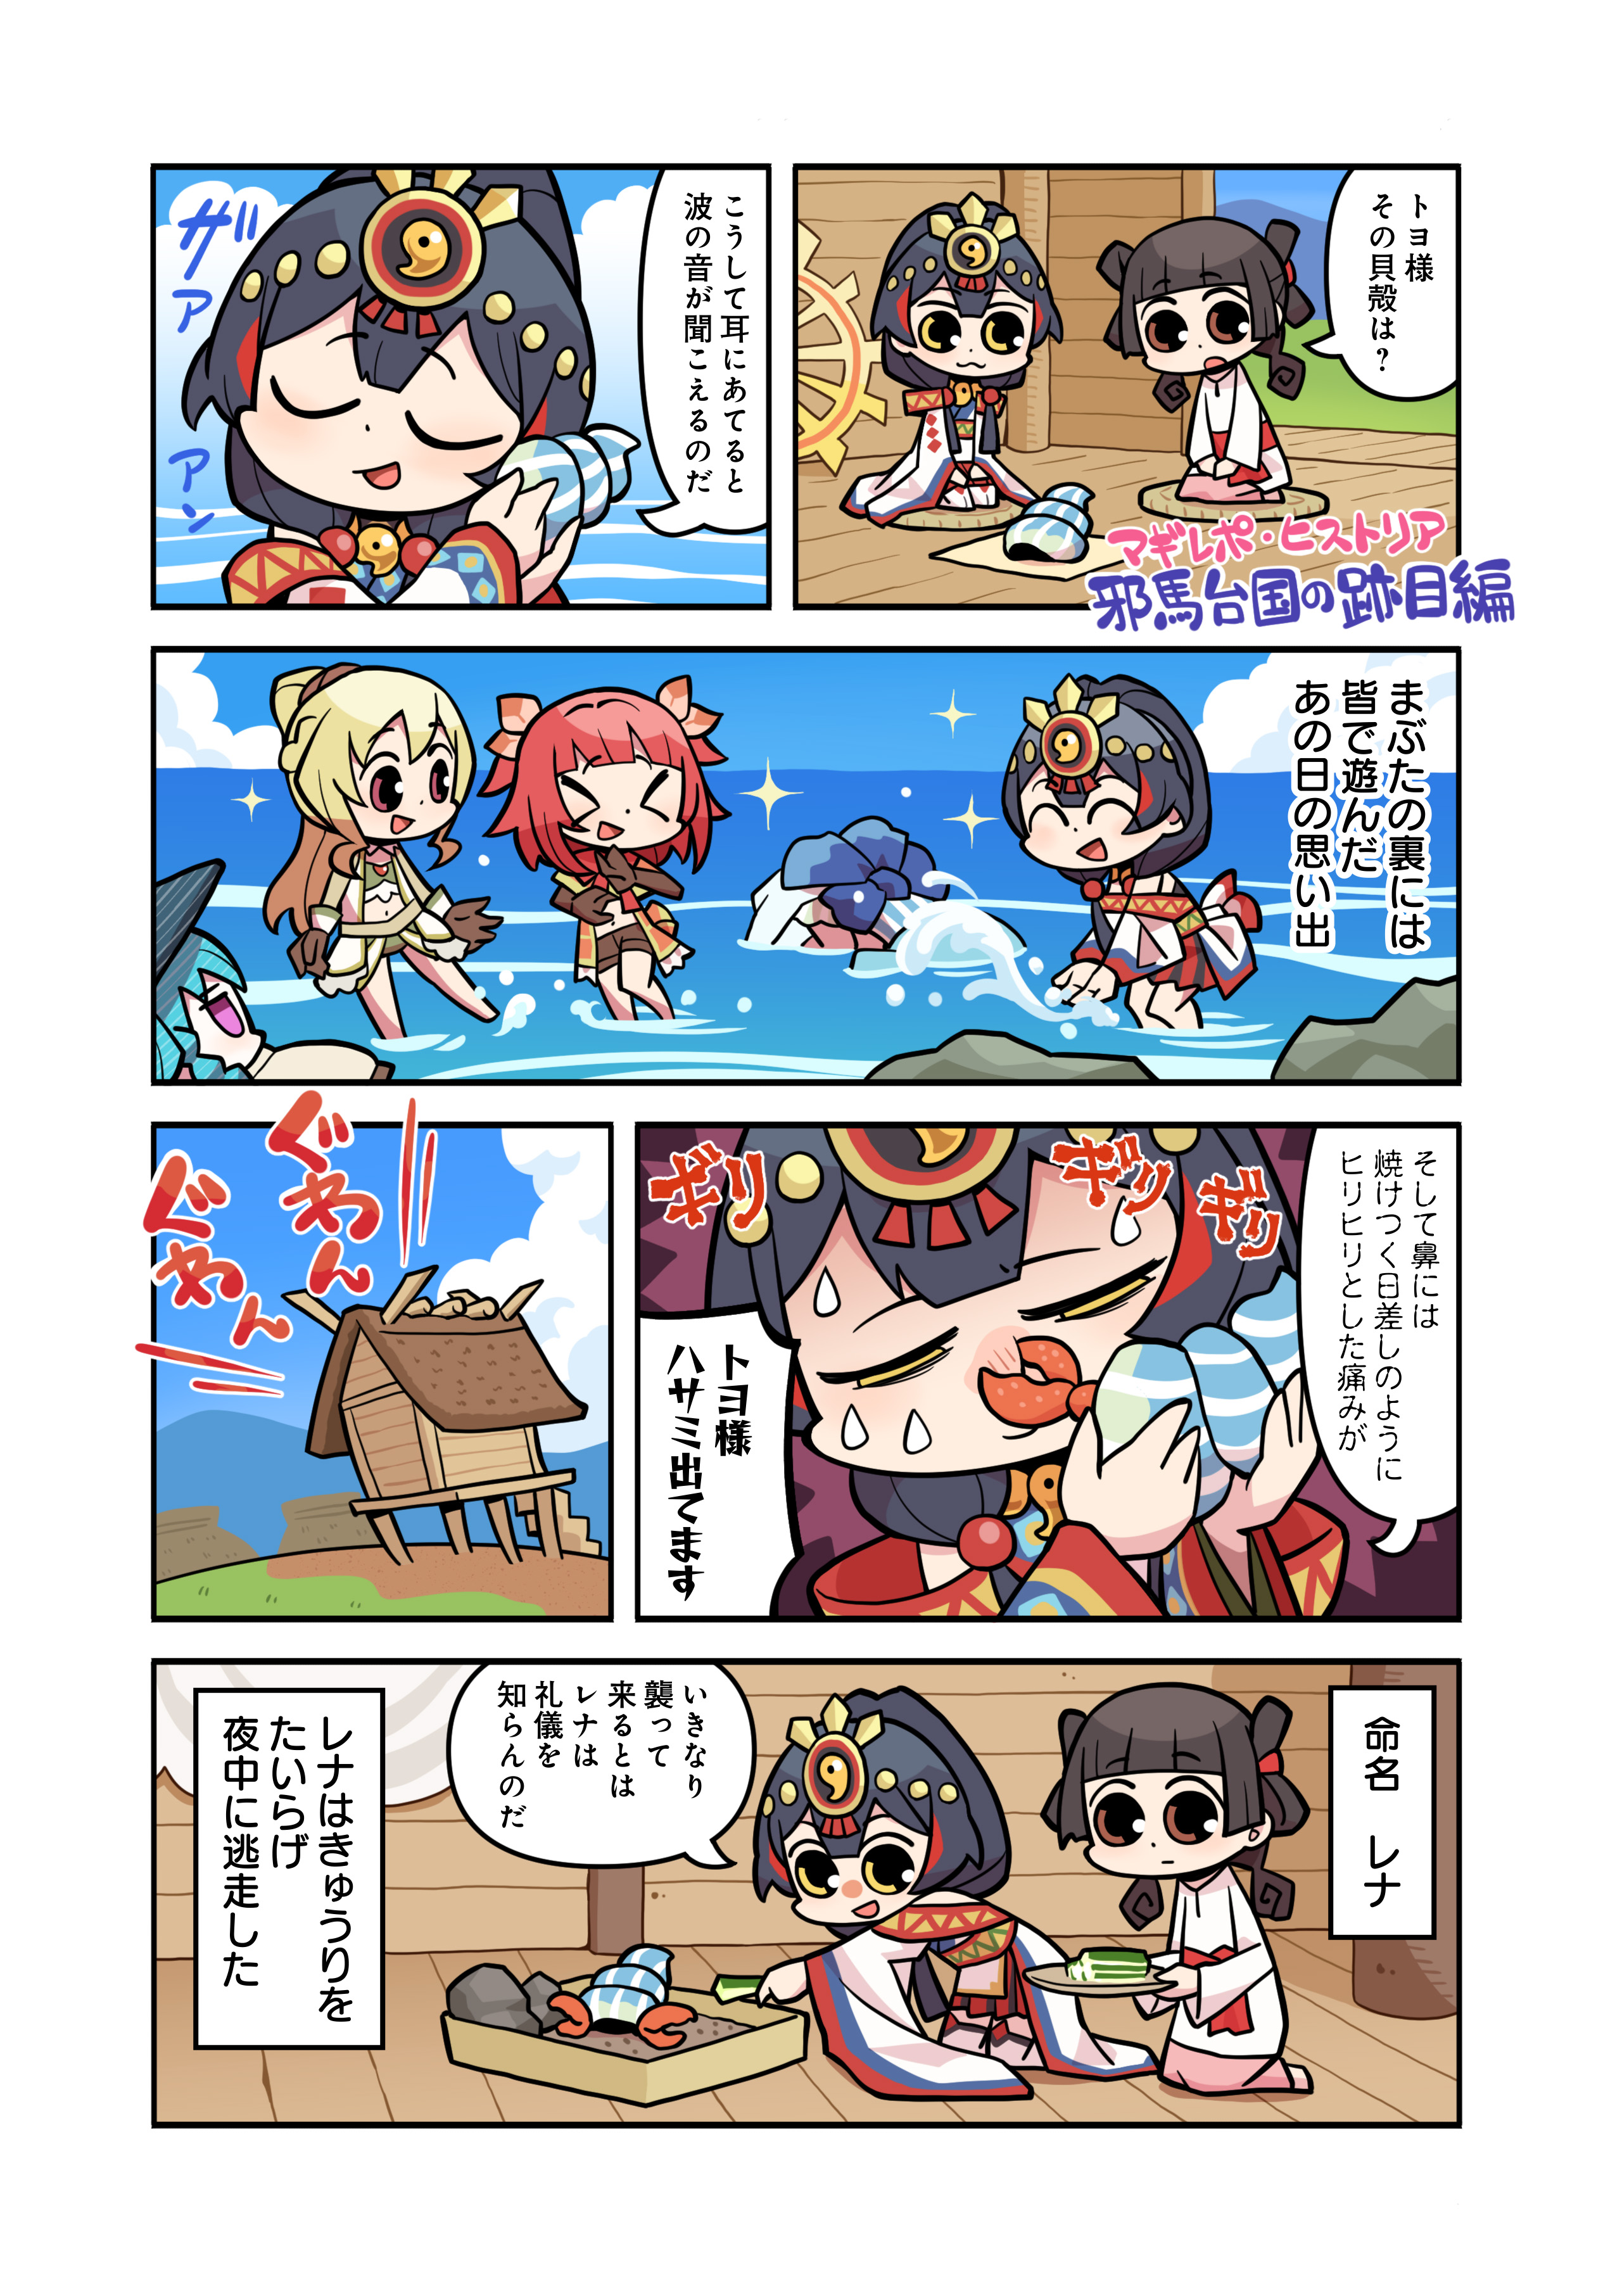 トヨ様
その貝殻は?
マギレポ・ヒストリア
邪馬台国の跡目編
こうして耳にあてると
波の音が聞こえるのだ
ザァアァン
まぶたの裏には
皆で遊んだ
あの日の思い出
そして鼻には
焼けつく日差しのように
ヒリヒリとした痛みが
ギリ
ギリ
ギリ
トヨ様
ハサミ出てます
ぐわん
ぐわん
命名 レナ
いきなり
襲って
来るとは
レナは
礼儀を
知らんのだ
レナはきゅうりを
たいらげ
夜中に逃走した